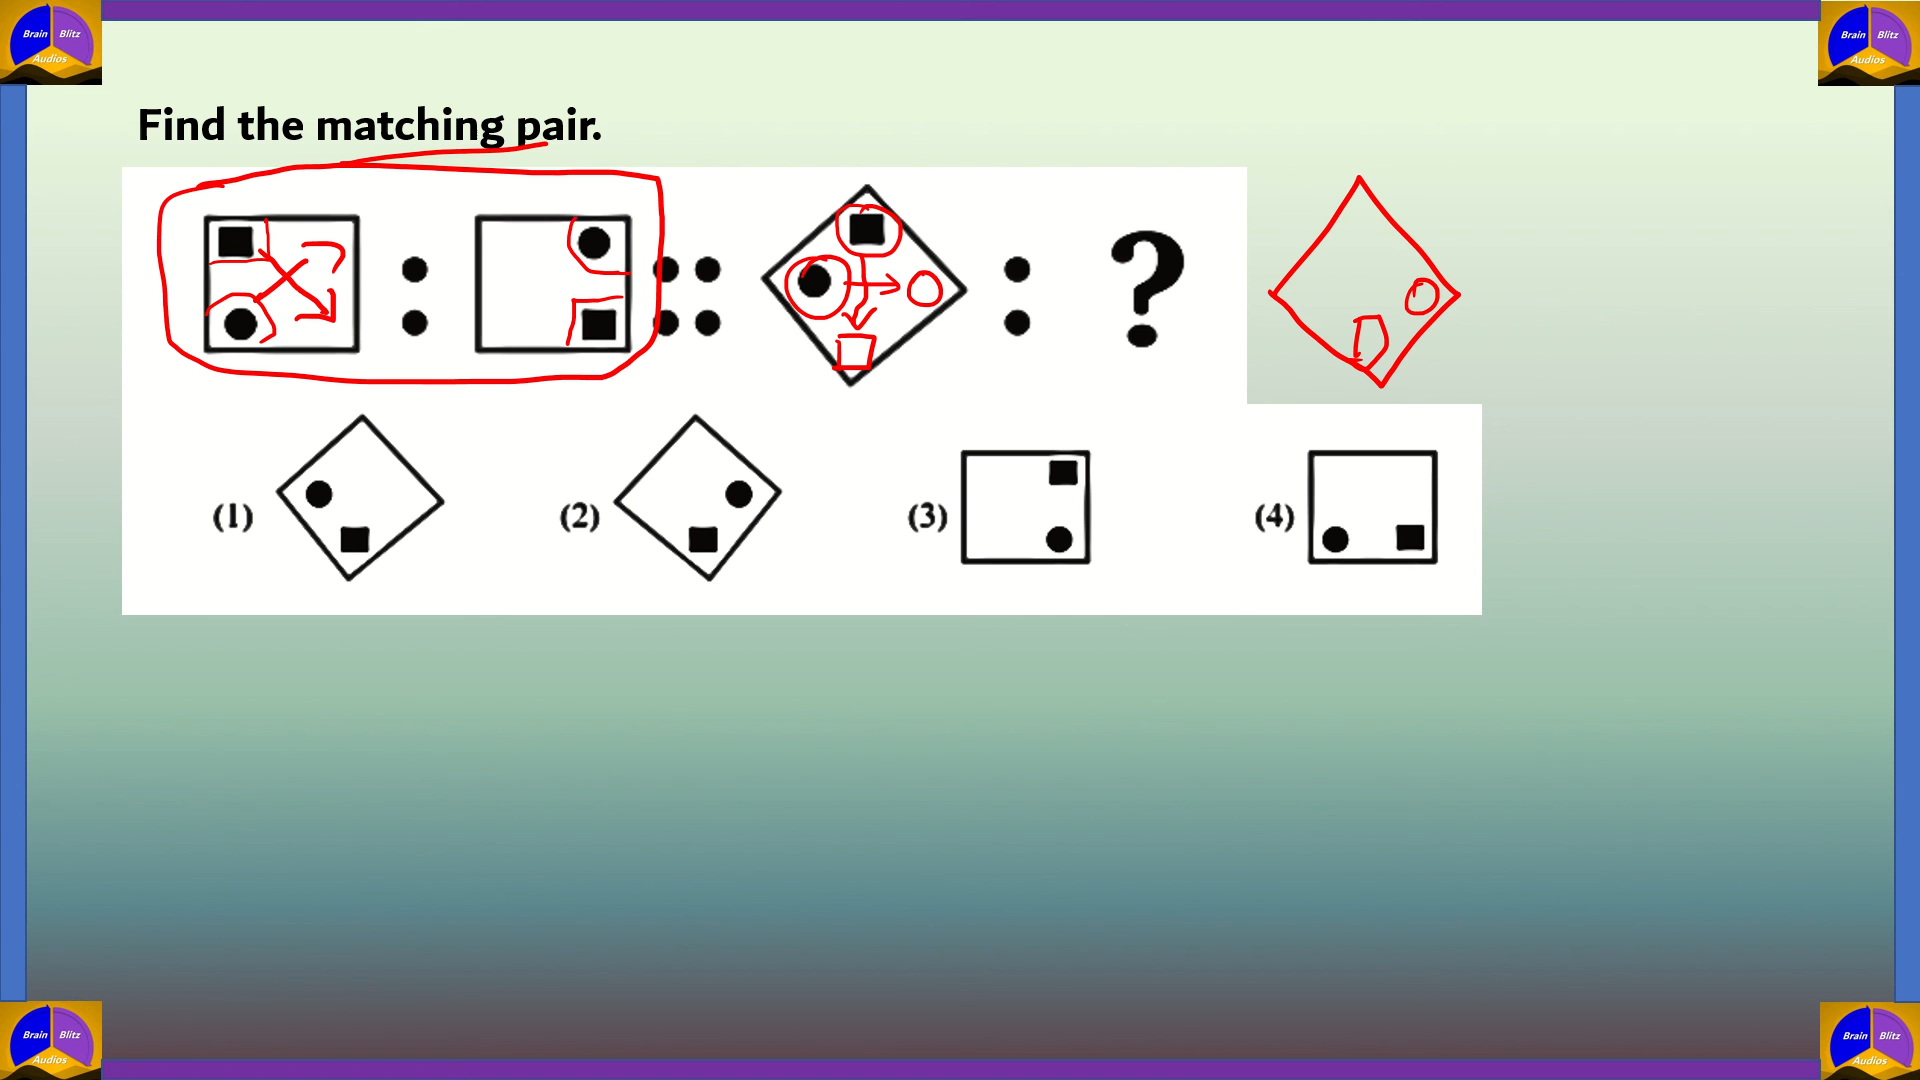 Brain Blitz
Audios
Brain Blitz
Audios
Find the matching pair.
?
(1)
(2)
(3)
(4)
Brain Blitz
Audios
Brain Blitz
Audios